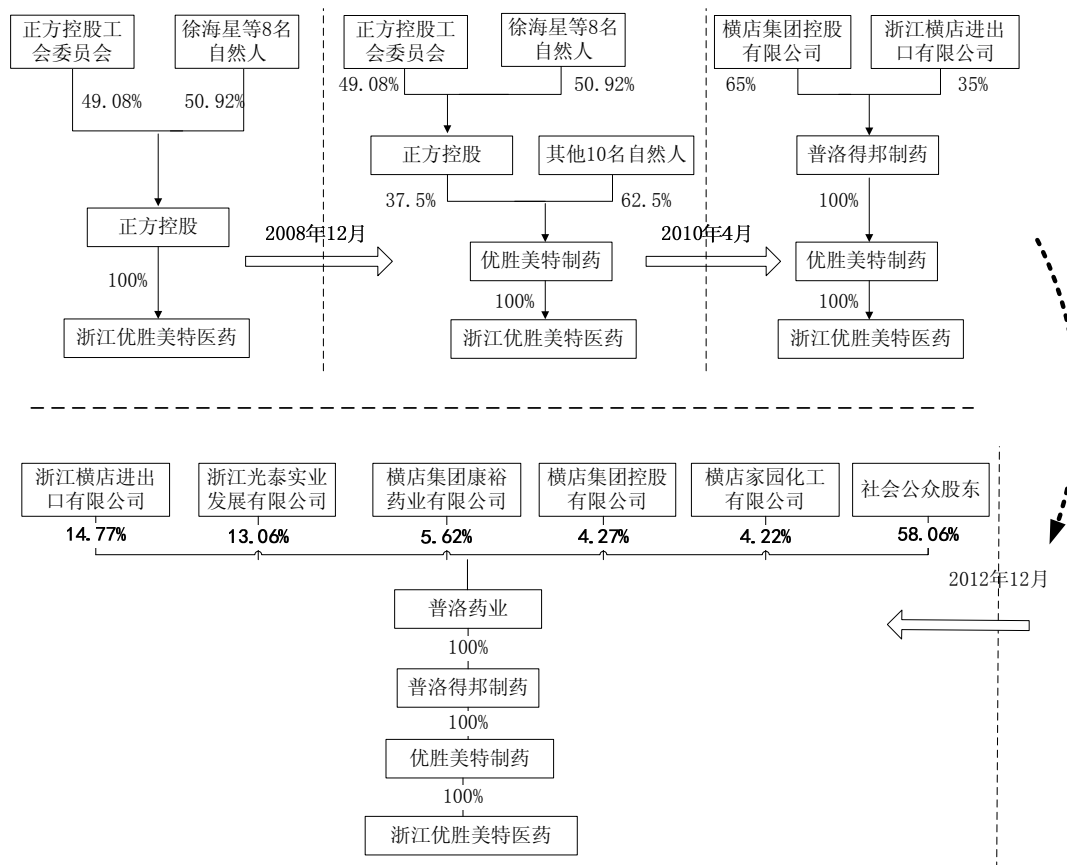 正方控股工
会委员会
徐海星等8名
自然人
49.08%
50.92%
正方控股
100%
浙江优胜美特医药
2008年12月
正方控股工
会委员会
徐海星等8名
自然人
49.08%
50.92%
正方控股
其他10名自然人
37.5%
62.5%
优胜美特制药
100%
浙江优胜美特医药
2010年4月
横店集团控股
有限公司
浙江横店进出
口有限公司
65%
35%
普洛得邦制药
100%
优胜美特制药
100%
浙江优胜美特医药
浙江横店进出
口有限公司
浙江光泰实业
发展有限公司
横店集团康裕
药业有限公司
横店集团控股
有限公司
横店家园化工
有限公司
社会公众股东
14.77%
13.06%
5.62%
4.27%
4.22%
58.06%
2012年12月
普洛药业
100%
普洛得邦制药
100%
优胜美特制药
100%
浙江优胜美特医药